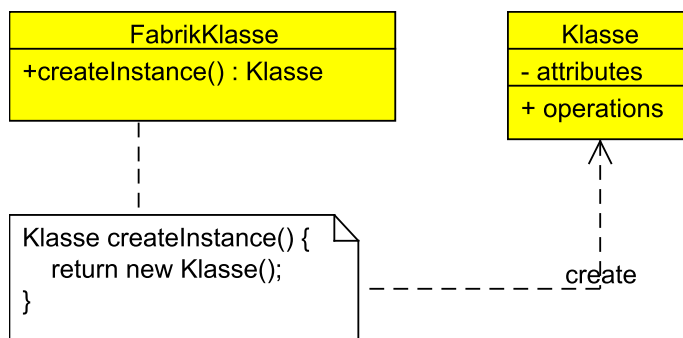 FabrikKlasse
+createInstance() : Klasse
Klasse
- attributes
+ operations
Klasse createInstance() {
return new Klasse();
}
create